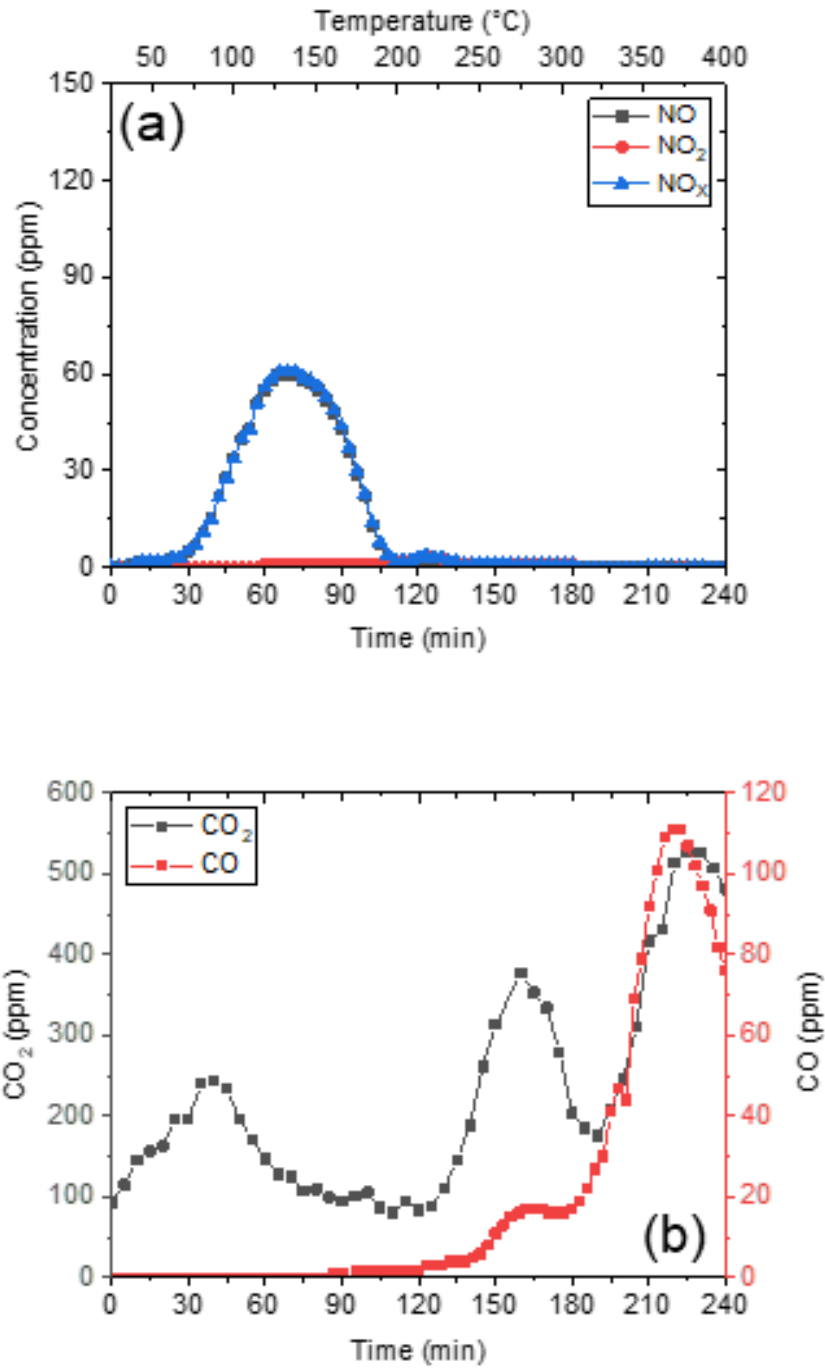 Temperature (°C)
50 100 150 200 250 300 350 400
150
(a)
NO
NO₂
NOₓ
120
90
60
30
0
Concentration (ppm)
0 30 60 90 120 150 180 210 240
Time (min)
600 120
CO₂
CO
500 100
400 80
300 60
200 40
100 20
0 0
CO₂ (ppm)
CO (ppm)
(b)
0 30 60 90 120 150 180 210 240
Time (min)